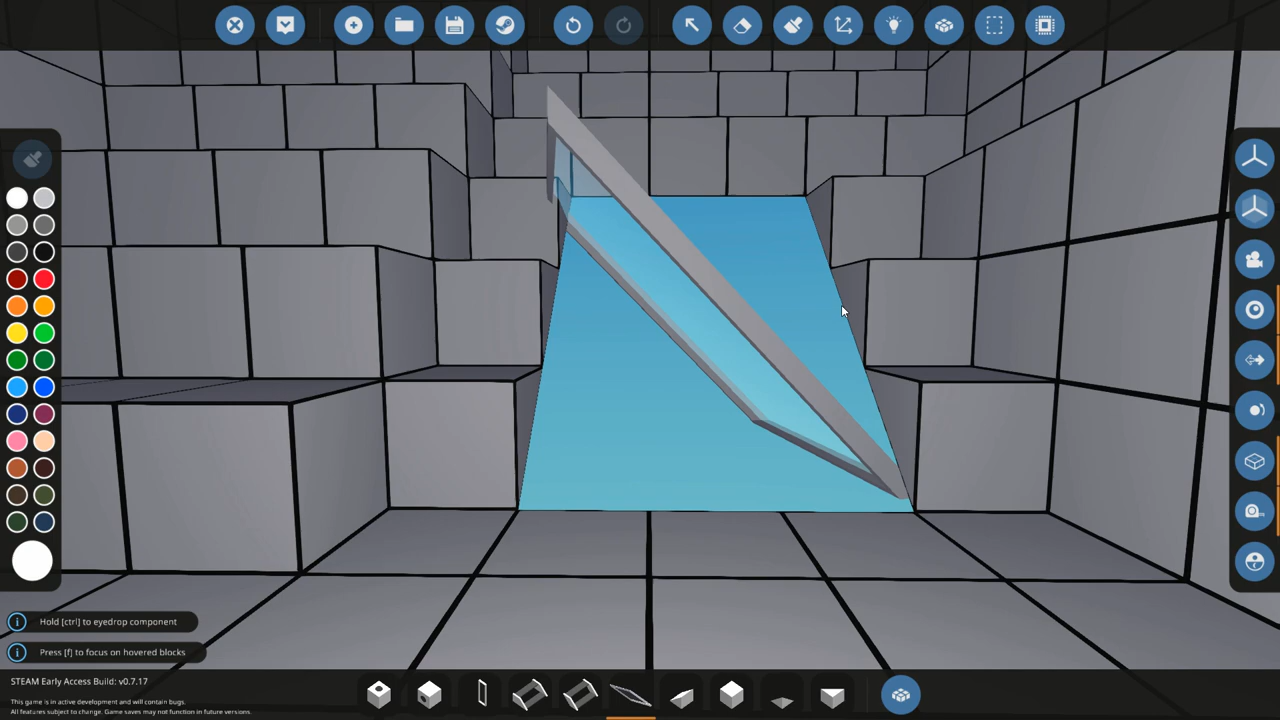 Hold [ctrl] to eyedrop component
Press [f] to focus on hovered blocks
STEAM Early Access Build: v0.7.17
This game is in active development and will contain bugs.
All features subject to change. Game saves may not function in future versions.